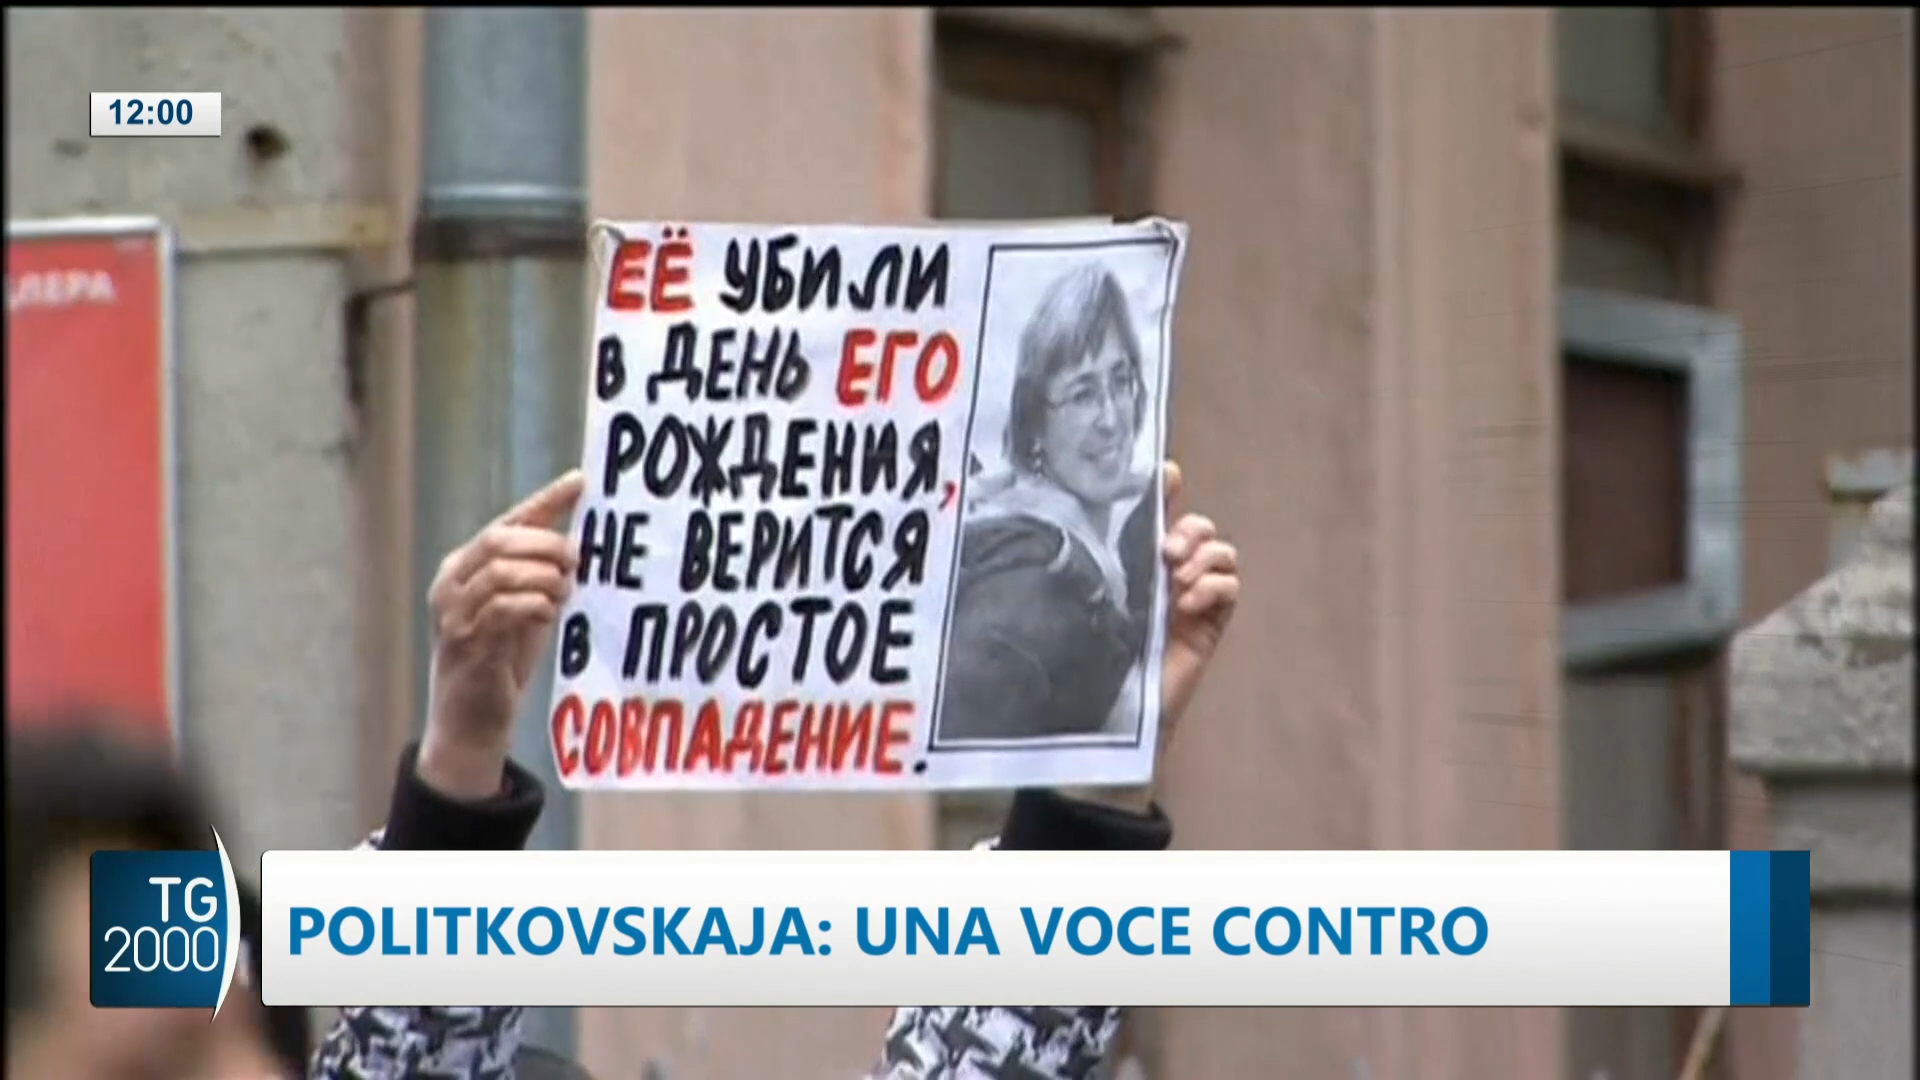 12:00
ЕЁ УБИЛИ
В ДЕНЬ ЕГО
РОЖДЕНИЯ,
НЕ ВЕРИТСЯ
В ПРОСТОЕ
СОВПАДЕНИЕ.
TG
2000
POLITKOVSKAJA: UNA VOCE CONTRO